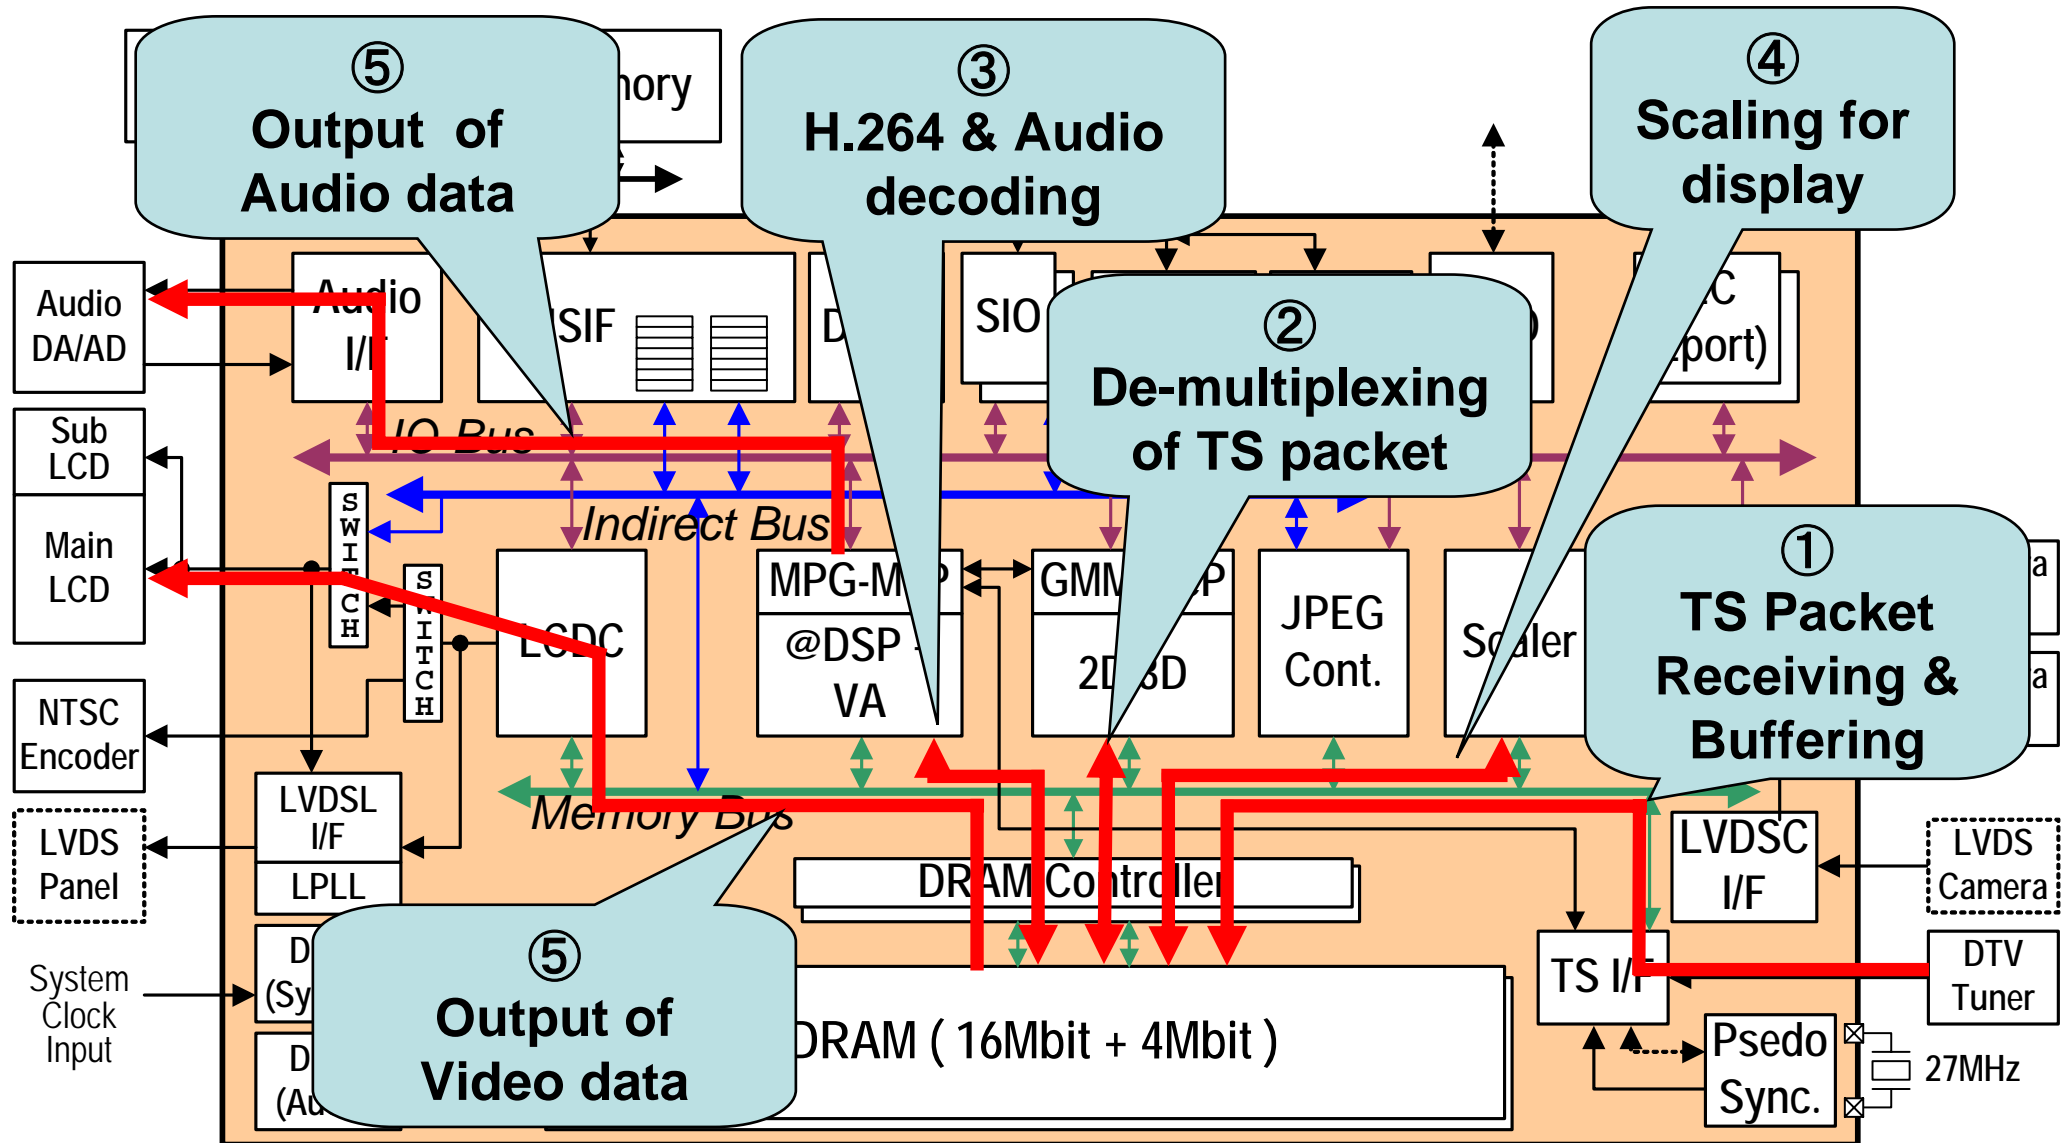 ⑤
Output of
Audio data
③
H.264 & Audio
decoding
④
Scaling for
display
Audio
DA/AD
Audio
I/F
SIO
②
De-multiplexing
of TS packet
IO Bus
Indirect Bus
Sub
LCD
Main
LCD
SWITCH
SWITCH
LCDC
@DSP
VA
JPEG
Cont.
Scaler
①
TS Packet
Receiving &
Buffering
NTSC
Encoder
Memory Bus
LVDSL
I/F
LPLL
LVDS
Panel
DRAM Controller
LVDSC
I/F
LVDS
Camera
System
Clock
Input
⑤
Output of
Video data
DRAM ( 16Mbit + 4Mbit )
TS I/F
DTV
Tuner
Psedo
Sync.
27MHz